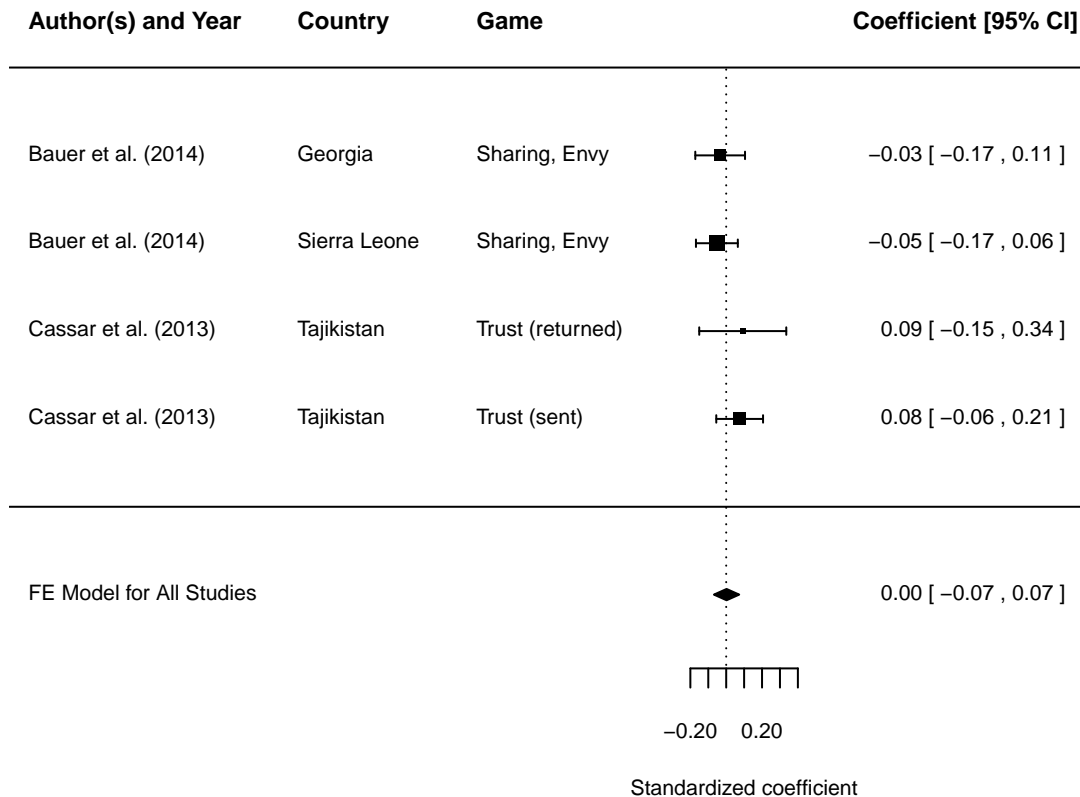 Author(s) and Year Country Game Coefficient [95% CI]
Bauer et al. (2014) Georgia Sharing, Envy −0.03 [ −0.17 , 0.11 ]
Bauer et al. (2014) Sierra Leone Sharing, Envy −0.05 [ −0.17 , 0.06 ]
Cassar et al. (2013) Tajikistan Trust (returned) 0.09 [ −0.15 , 0.34 ]
Cassar et al. (2013) Tajikistan Trust (sent) 0.08 [ −0.06 , 0.21 ]
FE Model for All Studies 0.00 [ −0.07 , 0.07 ]
−0.20 0.20
Standardized coefficient